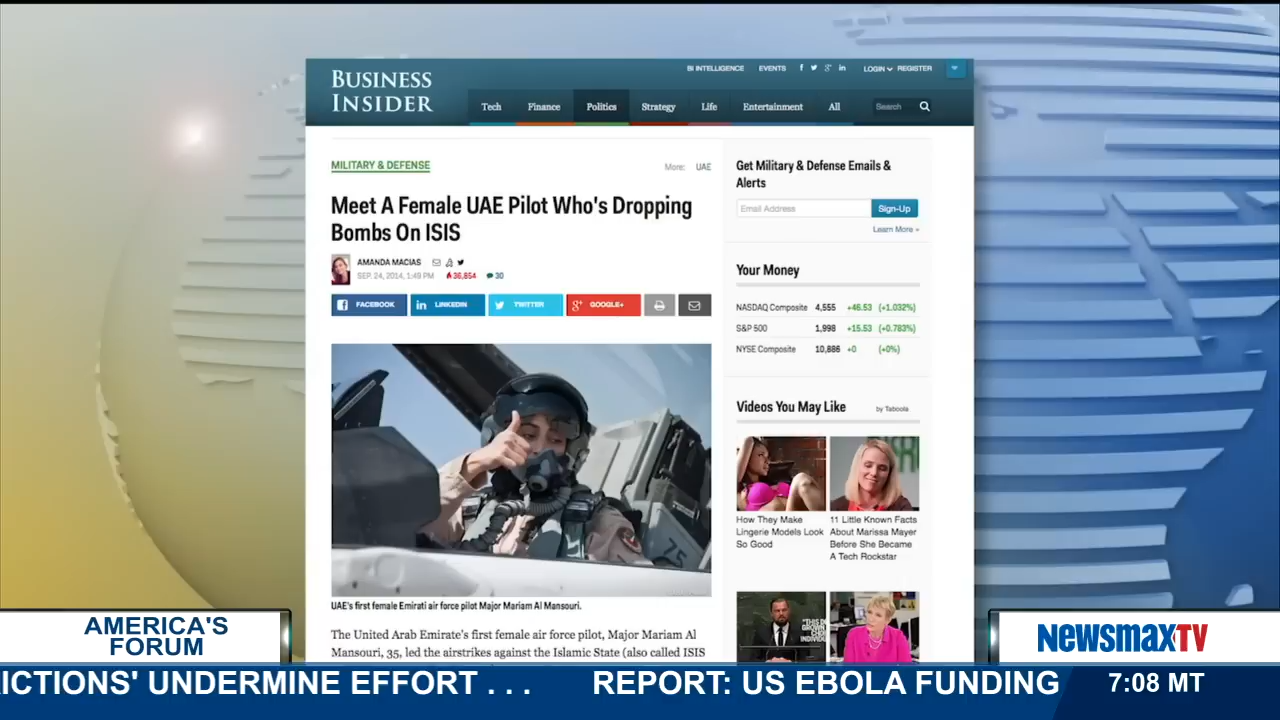 BUSINESS
INSIDER
BI INTELLIGENCE EVENTS LOGIN REGISTER
Tech Finance Politics Strategy Life Entertainment All Search
MILITARY & DEFENSE
More: UAE
Meet A Female UAE Pilot Who's Dropping
Bombs On ISIS
AMANDA MACIAS
SEP. 24, 2014, 1:49 PM 36,854 30
FACEBOOK LINKEDIN TWITTER GOOGLE+
75
UAE's first female Emirati air force pilot Major Mariam Al Mansouri.
The United Arab Emirate's first female air force pilot, Major Mariam Al
Mansouri, 35, led the airstrikes against the Islamic State (also called ISIS
Get Military & Defense Emails &
Alerts
Email Address Sign-Up
Learn More »
Your Money
NASDAQ Composite 4,555 +46.53 (+1.032%)
S&P 500 1,998 +15.53 (+0.783%)
NYSE Composite 10,886 +0 (+0%)
Videos You May Like by Taboola
How They Make
Lingerie Models Look
So Good
11 Little Known Facts
About Marissa Mayer
Before She Became
A Tech Rockstar
AMERICA'S
FORUM
NEWSMAXTV
ICTIONS' UNDERMINE EFFORT . . . REPORT: US EBOLA FUNDING
7:08 MT